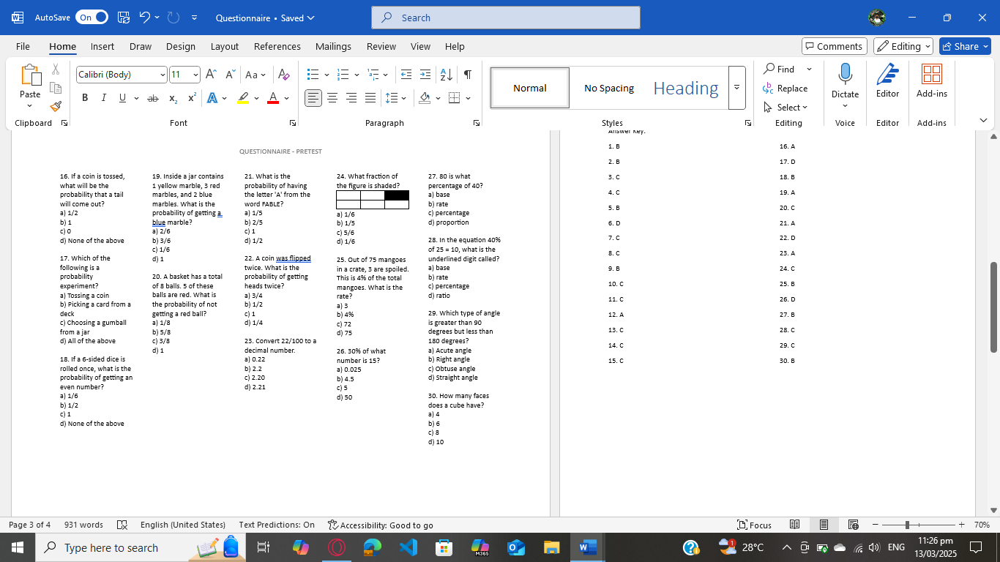 AutoSave On Questionnaire • Saved Search
File Home Insert Draw Design Layout References Mailings Review View Help Comments Editing Share
Paste
Clipboard
Calibri (Body) 11
Aa
B I U ab x₂ x² A A
Font
Paragraph
Normal No Spacing Heading
Styles
Find
Replace
Select
Editing
Dictate
Voice
Editor
Editor
Add-ins
Add-ins
QUESTIONNAIRE - PRETEST
16. If a coin is tossed,
what will be the
probability that a tail
will come out?
a) 1/2
b) 1
c) 0
d) None of the above
17. Which of the
following is a
probability
experiment?
a) Tossing a coin
b) Picking a card from a
deck
c) Choosing a gumball
from a jar
d) All of the above
18. If a 6-sided dice is
rolled once, what is the
probability of getting an
even number?
a) 1/6
b) 1/2
c) 1
d) None of the above
19. Inside a jar contains
1 yellow marble, 3 red
marbles, and 2 blue
marbles. What is the
probability of getting a
blue marble?
a) 2/6
b) 3/6
c) 1/6
d) 1
20. A basket has a total
of 8 balls. 5 of these
balls are red. What is
the probability of not
getting a red ball?
a) 1/8
b) 5/8
c) 3/8
d) 1
21. What is the
probability of having
the letter 'A' from the
word FABLE?
a) 1/5
b) 2/5
c) 1
d) 1/2
22. A coin was flipped
twice. What is the
probability of getting
heads twice?
a) 3/4
b) 1/2
c) 1
d) 1/4
23. Convert 22/100 to a
decimal number.
a) 0.22
b) 2.2
c) 2.20
d) 2.21
24. What fraction of
the figure is shaded?
a) 1/6
b) 1/5
c) 5/6
d) 1/6
25. Out of 75 mangoes
in a crate, 3 are spoiled.
This is 4% of the total
mangoes. What is the
rate?
a) 3
b) 4%
c) 72
d) 75
26. 30% of what
number is 15?
a) 0.025
b) 4.5
c) 5
d) 50
27. 80 is what
percentage of 40?
a) base
b) rate
c) percentage
d) proportion
28. In the equation 40%
of 25 = 10, what is the
underlined digit called?
a) base
b) rate
c) percentage
d) ratio
29. Which type of angle
is greater than 90
degrees but less than
180 degrees?
a) Acute angle
b) Right angle
c) Obtuse angle
d) Straight angle
30. How many faces
does a cube have?
a) 4
b) 6
c) 8
d) 10
Answer Key:
1. B
2. B
3. C
4. C
5. B
6. D
7. C
8. C
9. B
10. C
11. C
12. A
13. C
14. C
15. C
16. A
17. D
18. B
19. A
20. C
21. A
22. D
23. A
24. C
25. B
26. D
27. B
28. C
29. C
30. B
Page 3 of 4 931 words English (United States) Text Predictions: On Accessibility: Good to go Focus 70%
Type here to search M365 1 28°C ENG 11:26 pm
13/03/2025